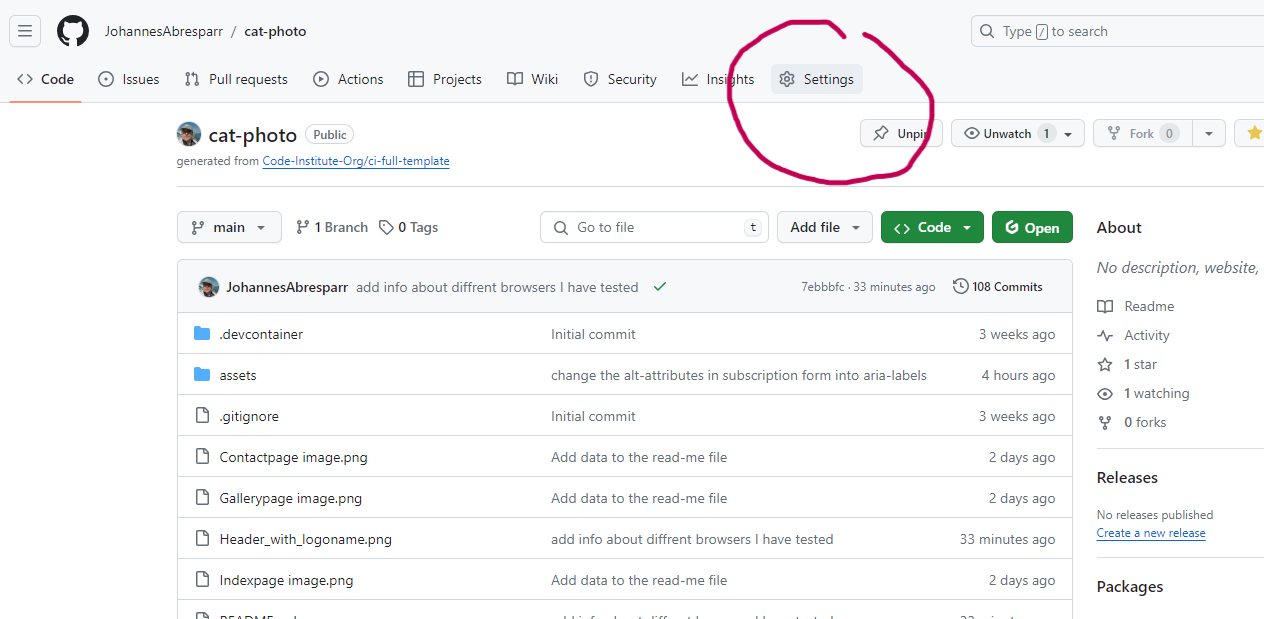 JohannesAbresparr / cat-photo
Type / to search
Code Issues Pull requests Actions Projects Wiki Security Insights Settings
cat-photo Public
Unpin Unwatch 1 Fork 0
generated from Code-Institute-Org/ci-full-template
main 1 Branch 0 Tags Go to file t Add file Code Open
About
No description, website,
JohannesAbresparr add info about diffrent browsers I have tested 7ebbbfc · 33 minutes ago 108 Commits
Readme
.devcontainer Initial commit 3 weeks ago
Activity
1 star
assets change the alt-attributes in subscription form into aria-labels 4 hours ago
1 watching
.gitignore Initial commit 3 weeks ago
0 forks
Contactpage image.png Add data to the read-me file 2 days ago
Releases
Gallerypage image.png Add data to the read-me file 2 days ago
No releases published
Create a new release
Header_with_logoname.png add info about diffrent browsers I have tested 33 minutes ago
Indexpage image.png Add data to the read-me file 2 days ago
Packages